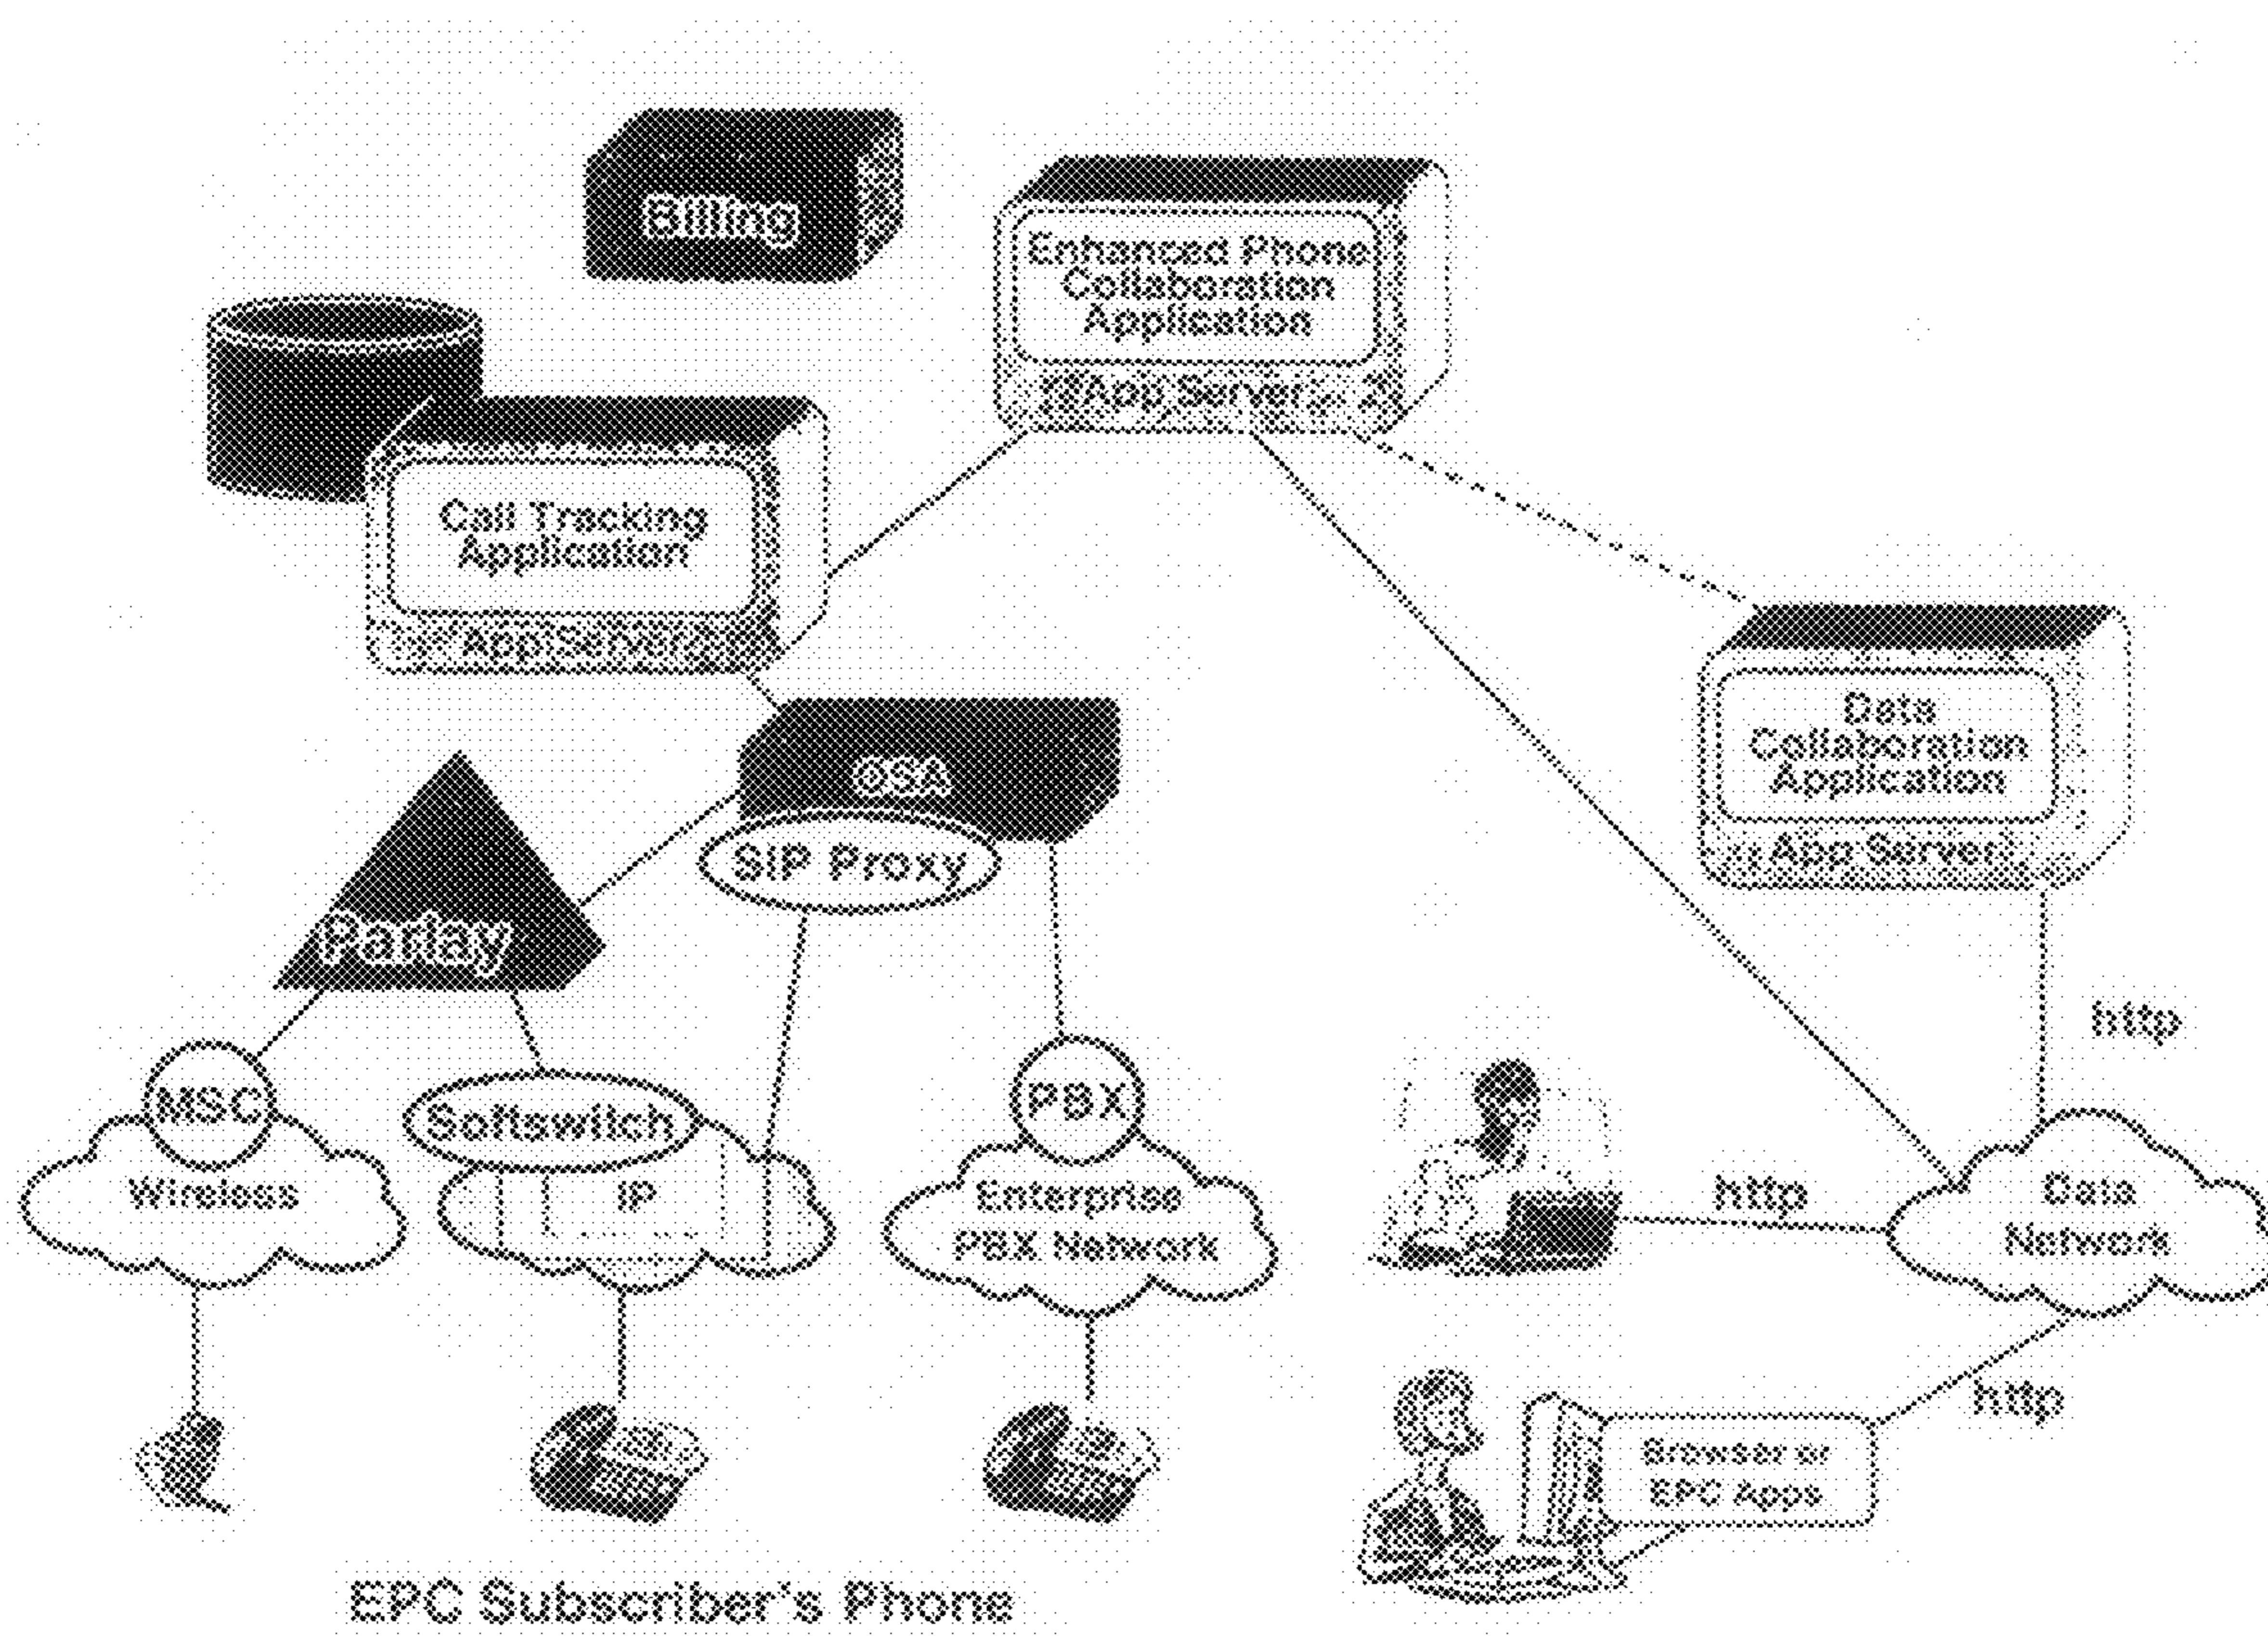 Billing
Enhanced Phone
Collaboration
Application
App Server
Call Tracking
Application
App Server
OSA
SIP Proxy
Parlay
Data
Collaboration
Application
App Server
http
MSC
Wireless
Softswitch
IP
PBX
Enterprise
PBX Network
http
Data
Network
http
Browser or
EPC Apps
EPC Subscriber's Phone